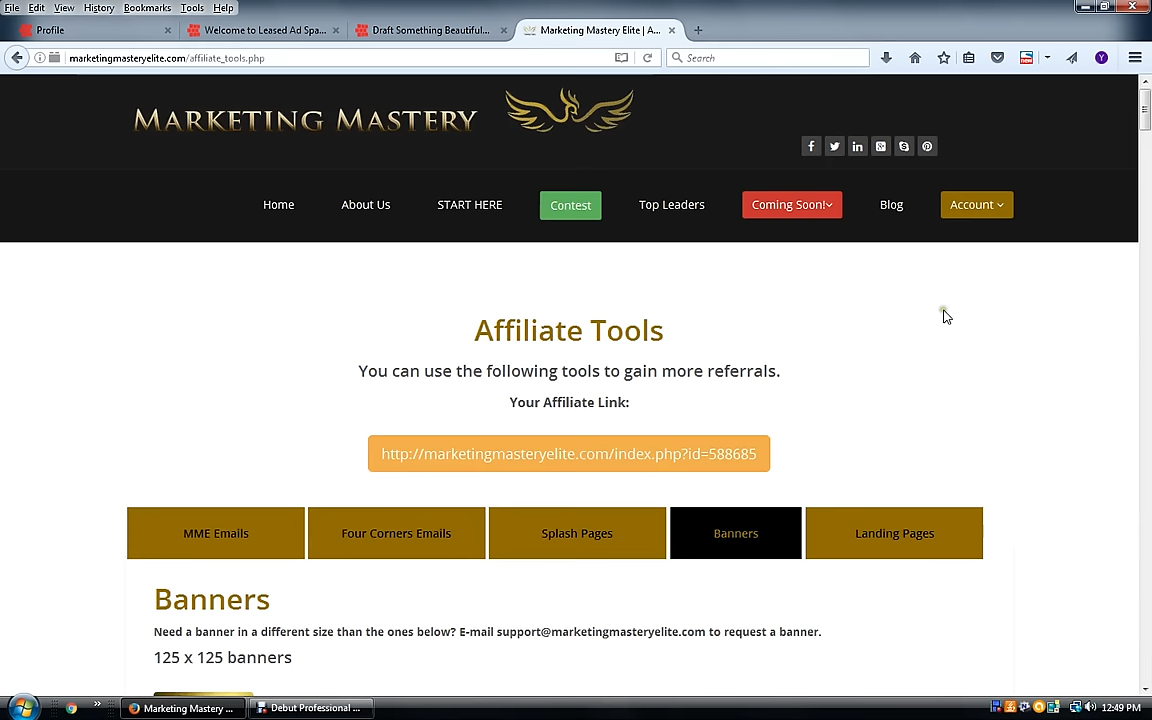 File Edit View History Bookmarks Tools Help
Profile
Welcome to Leased Ad Spa...
Draft Something Beautiful...
Marketing Mastery Elite | A...
marketingmasteryelite.com/affiliate_tools.php
Search
MARKETING MASTERY
Home
About Us
START HERE
Contest
Top Leaders
Coming Soon!
Blog
Account
Affiliate Tools
You can use the following tools to gain more referrals.
Your Affiliate Link:
http://marketingmasteryelite.com/index.php?id=588685
MME Emails
Four Corners Emails
Splash Pages
Banners
Landing Pages
Banners
Need a banner in a different size than the ones below? E-mail support@marketingmasteryelite.com to request a banner.
125 x 125 banners
Marketing Mastery ...
Debut Professional ...
12:49 PM